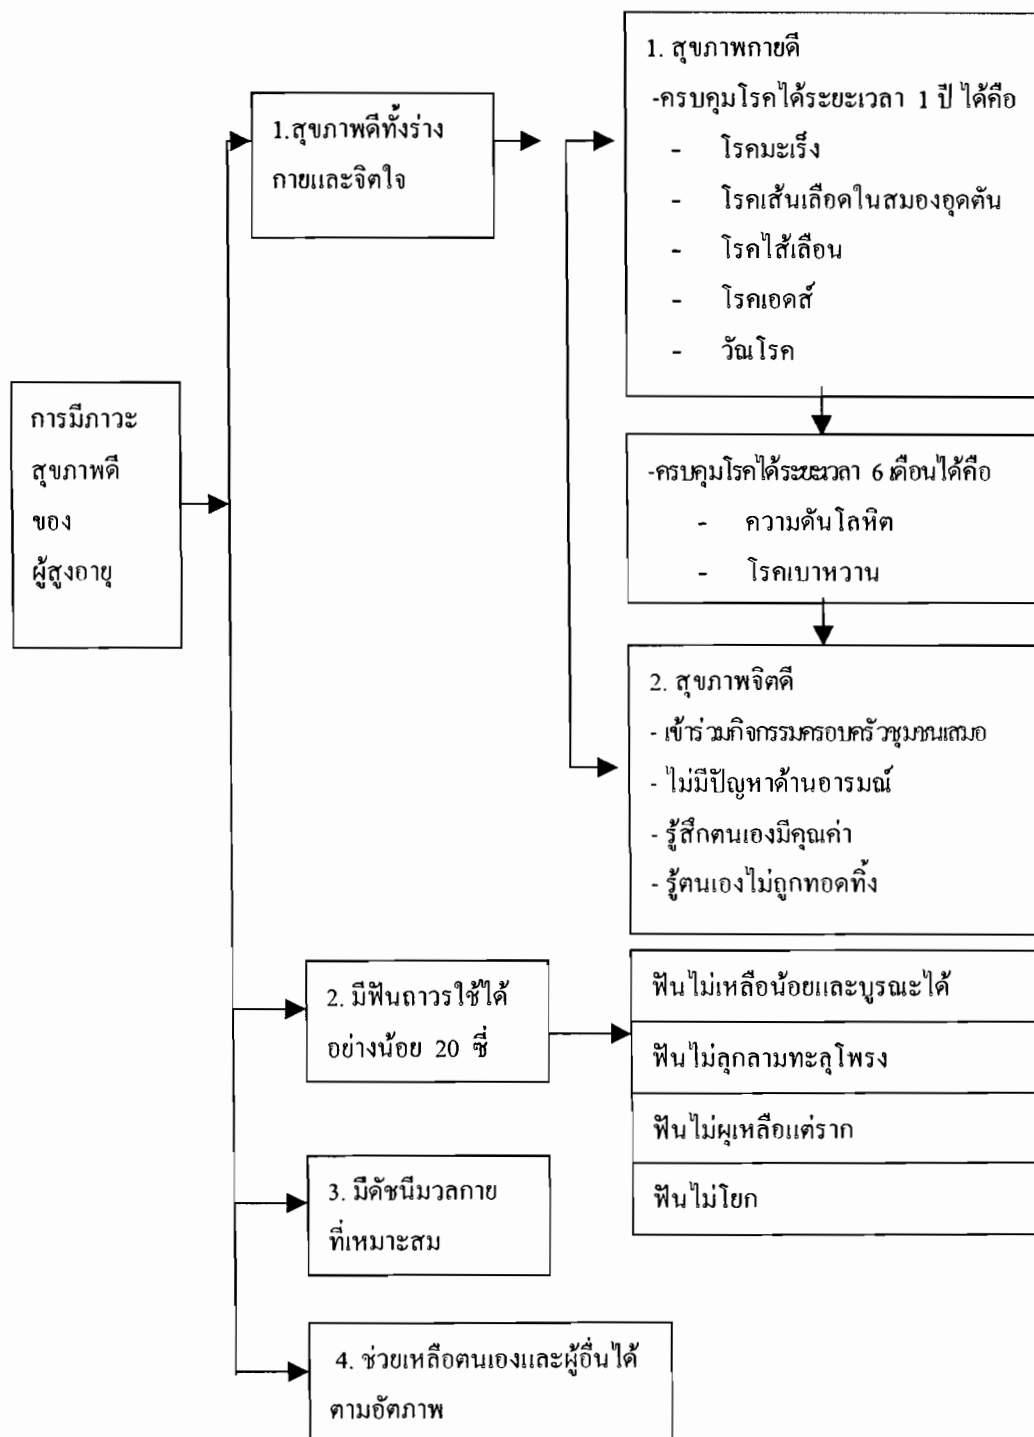 การมีภาวะ
สุขภาพดี
ของ
ผู้สูงอายุ
1.สุขภาพดีทั้งร่าง
กายและจิตใจ
1. สุขภาพกายดี
-ครบคุมโรคได้ระยะเวลา 1 ปี ได้คือ
- โรคมะเร็ง
- โรคเส้นเลือดในสมองอุดตัน
- โรคไส้เลือน
- โรคเอดส์
- วัณโรค
-ครบคุมโรคได้ระยะเวลา 6 เดือนได้คือ
- ความดันโลหิต
- โรคเบาหวาน
2. สุขภาพจิตดี
- เข้าร่วมกิจกรรมครอบครัวชุมชนเสมอ
- ไม่มีปัญหาด้านอารมณ์
- รู้สึกตนเองมีคุณค่า
- รู้ตนเองไม่ถูกทอดทิ้ง
2. มีฟันถาวรใช้ได้
อย่างน้อย 20 ซี่
ฟันไม่เหลือน้อยและบูรณะได้
ฟันไม่ลุกลามทะลุโพรง
ฟันไม่ผุเหลือแต่ราก
ฟันไม่โยก
3. มีดัชนีมวลกาย
ที่เหมาะสม
4. ช่วยเหลือตนเองและผู้อื่นได้
ตามอัตภาพ